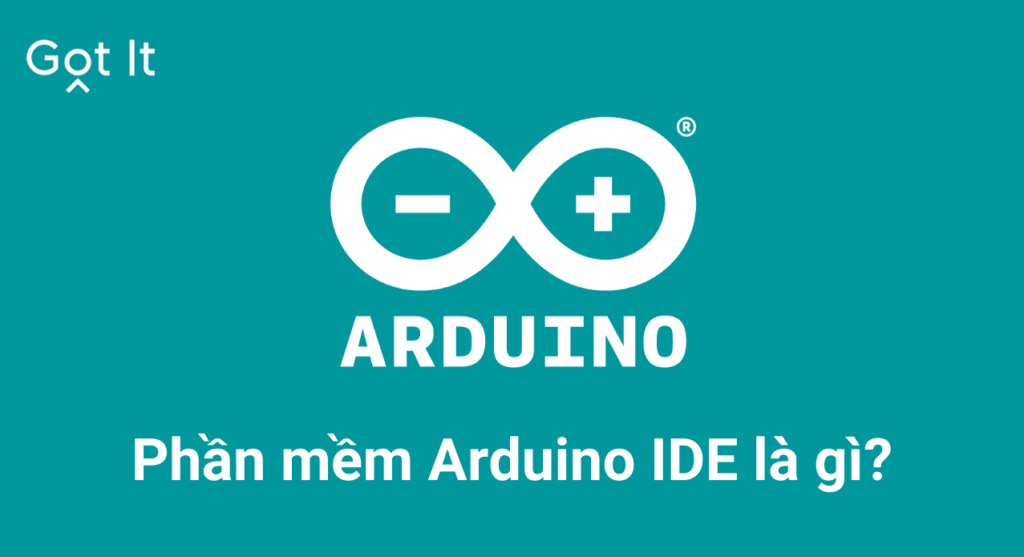 Got It
®
ARDUINO
Phần mềm Arduino IDE là gì?